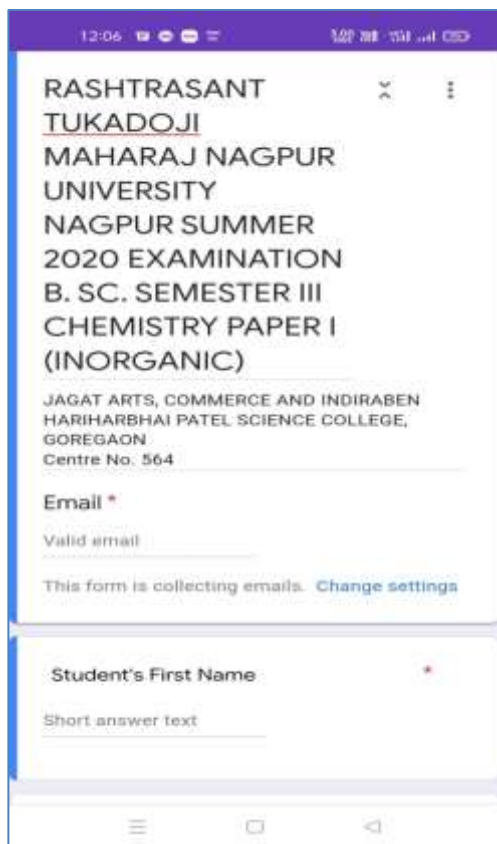 12:06
RASHTRASANT
TUKADOJI
MAHARAJ NAGPUR
UNIVERSITY
NAGPUR SUMMER
2020 EXAMINATION
B. SC. SEMESTER III
CHEMISTRY PAPER I
(INORGANIC)
JAGAT ARTS, COMMERCE AND INDIRABEN
HARIHARBHAI PATEL SCIENCE COLLEGE,
GOREGAON
Centre No. 564
Email *
Valid email
This form is collecting emails. Change settings
Student's First Name *
Short answer text